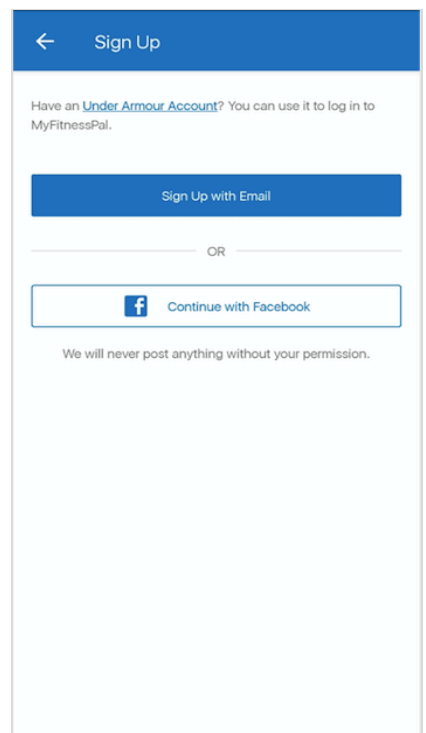 Sign Up
Have an Under Armour Account? You can use it to log in to
MyFitnessPal.
Sign Up with Email
OR
Continue with Facebook
We will never post anything without your permission.